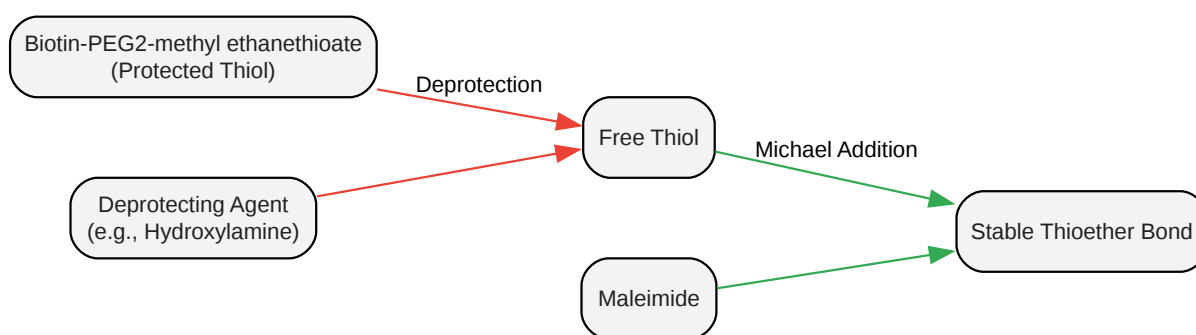 Biotin-PEG2-methyl ethanethioate
(Protected Thiol)
Deprotection
Free Thiol
Michael Addition
Deprotecting Agent
(e.g., Hydroxylamine)
Stable Thioether Bond
Maleimide